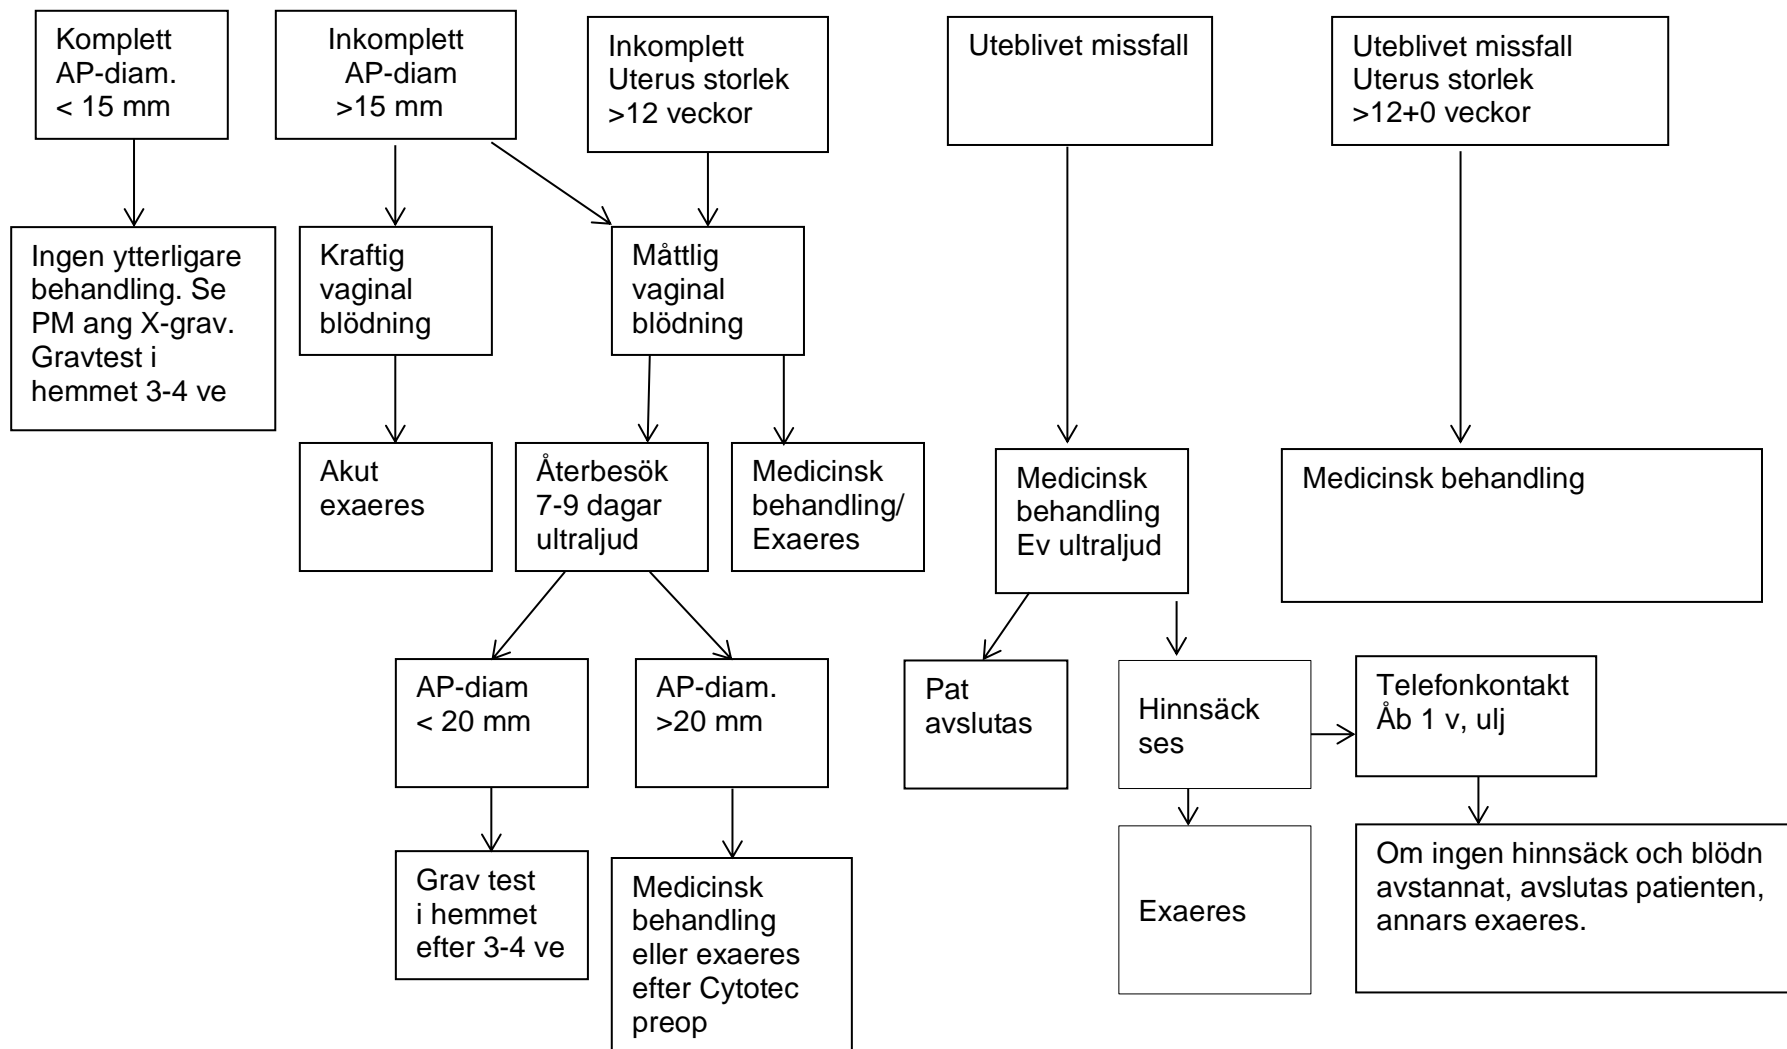 Komplett
AP-diam.
< 15 mm
Inkomplett
AP-diam
>15 mm
Inkomplett
Uterus storlek
>12 veckor
Uteblivet missfall
Uteblivet missfall
Uterus storlek
>12+0 veckor
Ingen ytterligare
behandling. Se
PM ang X-grav.
Gravtest i
hemmet 3-4 ve
Kraftig
vaginal
blödning
Måttlig
vaginal
blödning
Akut
exaeres
Återbesök
7-9 dagar
ultraljud
Medicinsk
behandling/
Exaeres
Medicinsk
behandling
Ev ultraljud
Medicinsk behandling
AP-diam
< 20 mm
AP-diam.
>20 mm
Pat
avslutas
Hinnsäck
ses
Telefonkontakt
Åb 1 v, ulj
Grav test
i hemmet
efter 3-4 ve
Medicinsk
behandling
eller exaeres
efter Cytotec
preop
Exaeres
Om ingen hinnsäck och blödn
avstannat, avslutas patienten,
annars exaeres.